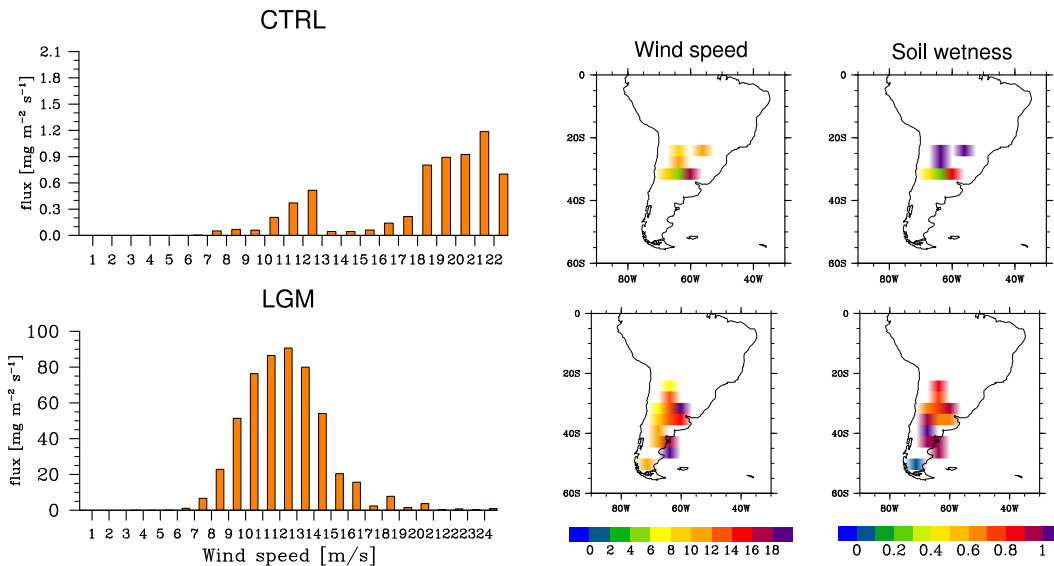 CTRL
flux [mg m⁻² s⁻¹]
2.1
1.8
1.5
1.2
0.9
0.6
0.3
0.0
1 2 3 4 5 6 7 8 9 10 11 12 13 14 15 16 17 18 19 20 21 22
Wind speed
0
20S
40S
60S
80W 60W 40W
Soil wetness
0
20S
40S
60S
80W 60W 40W
LGM
flux [mg m⁻² s⁻¹]
100
80
60
40
20
0
1 2 3 4 5 6 7 8 9 10 11 12 13 14 15 16 17 18 19 20 21 22 23 24
Wind speed [m/s]
0
20S
40S
60S
80W 60W 40W
0 2 4 6 8 10 12 14 16 18
0
20S
40S
60S
80W 60W 40W
0 0.2 0.4 0.6 0.8 1